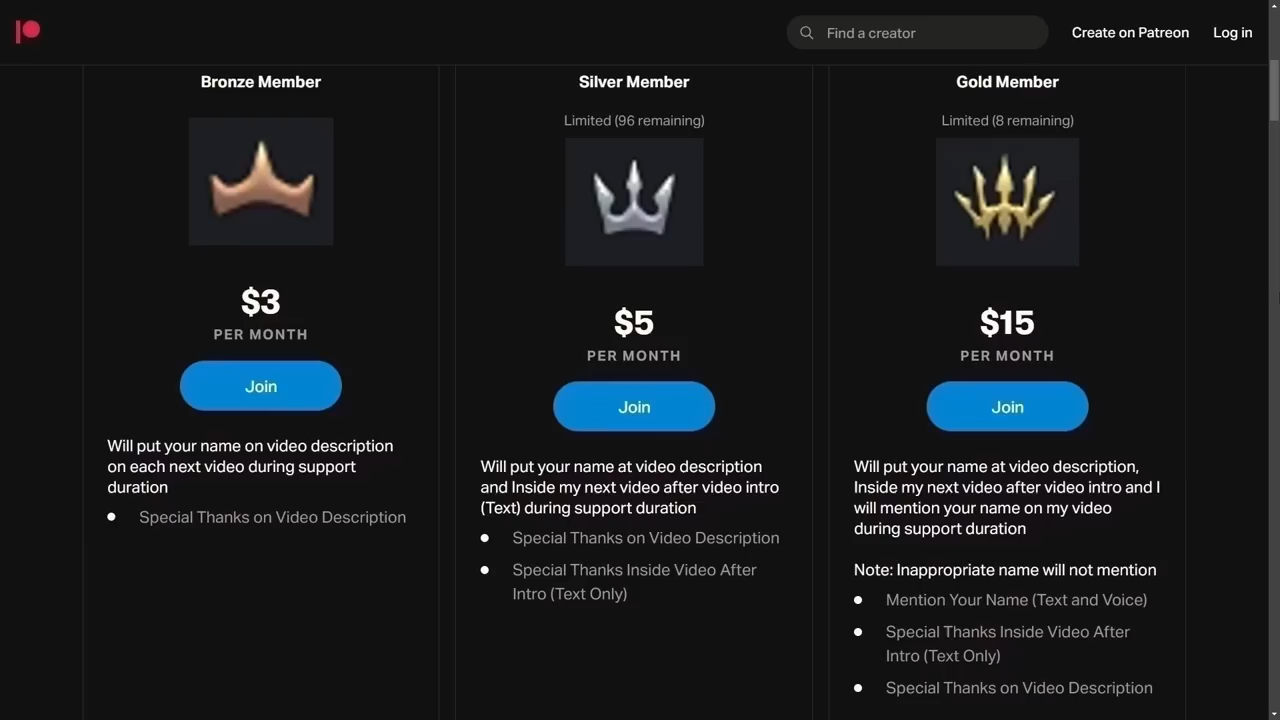 Find a creator
Create on Patreon
Log in
Bronze Member
$3
PER MONTH
Join
Will put your name on video description
on each next video during support
duration
Special Thanks on Video Description
Silver Member
Limited (96 remaining)
$5
PER MONTH
Join
Will put your name at video description
and Inside my next video after video intro
(Text) during support duration
Special Thanks on Video Description
Special Thanks Inside Video After
Intro (Text Only)
Gold Member
Limited (8 remaining)
$15
PER MONTH
Join
Will put your name at video description,
Inside my next video after video intro and I
will mention your name on my video
during support duration
Note: Inappropriate name will not mention
Mention Your Name (Text and Voice)
Special Thanks Inside Video After
Intro (Text Only)
Special Thanks on Video Description